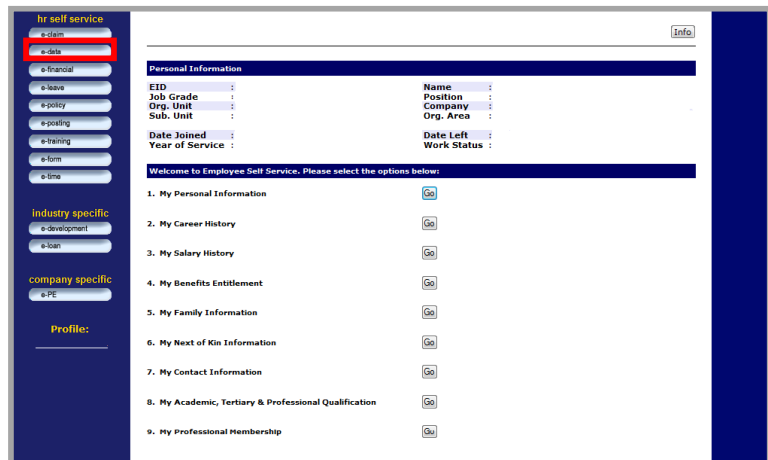 hr self service
e-claim
e-data
e-financial
e-leave
e-policy
e-posting
e-training
e-form
e-time
industry specific
e-development
e-loan
company specific
e-PE
Profile:
Info
Personal Information
EID : Name :
Job Grade : Position :
Org. Unit : Company :
Sub. Unit : Org. Area :
Date Joined : Date Left :
Year of Service : Work Status :
Welcome to Employee Self Service. Please select the options below:
1. My Personal Information Go
2. My Career History Go
3. My Salary History Go
4. My Benefits Entitlement Go
5. My Family Information Go
6. My Next of Kin Information Go
7. My Contact Information Go
8. My Academic, Tertiary & Professional Qualification Go
9. My Professional Membership Go